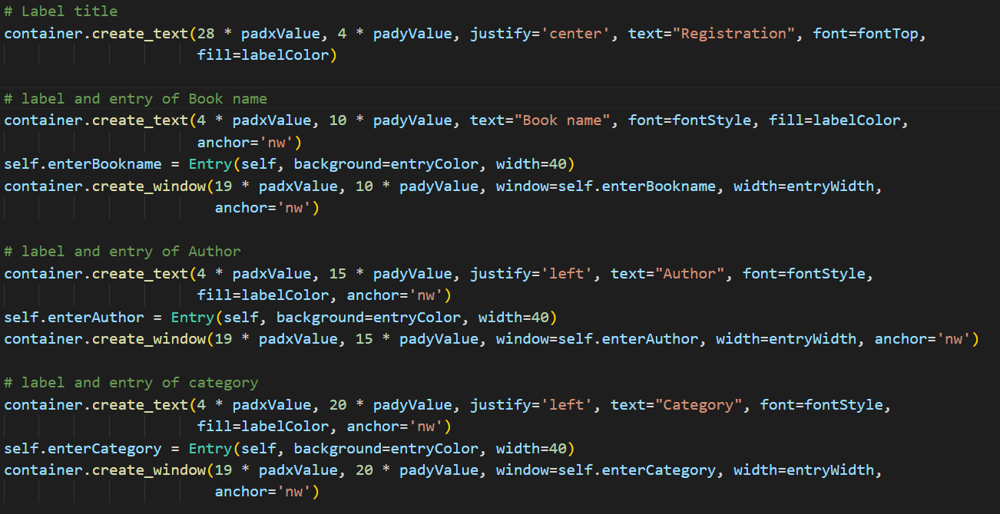 # Label title
container.create_text(28 * padxValue, 4 * padyValue, justify='center', text="Registration", font=fontTop,
                      fill=labelColor)

# label and entry of Book name
container.create_text(4 * padxValue, 10 * padyValue, text="Book name", font=fontStyle, fill=labelColor,
                      anchor='nw')
self.enterBookname = Entry(self, background=entryColor, width=40)
container.create_window(19 * padxValue, 10 * padyValue, window=self.enterBookname, width=entryWidth,
                        anchor='nw')

# label and entry of Author
container.create_text(4 * padxValue, 15 * padyValue, justify='left', text="Author", font=fontStyle,
                      fill=labelColor, anchor='nw')
self.enterAuthor = Entry(self, background=entryColor, width=40)
container.create_window(19 * padxValue, 15 * padyValue, window=self.enterAuthor, width=entryWidth, anchor='nw')

# label and entry of category
container.create_text(4 * padxValue, 20 * padyValue, justify='left', text="Category", font=fontStyle,
                      fill=labelColor, anchor='nw')
self.enterCategory = Entry(self, background=entryColor, width=40)
container.create_window(19 * padxValue, 20 * padyValue, window=self.enterCategory, width=entryWidth,
                        anchor='nw')